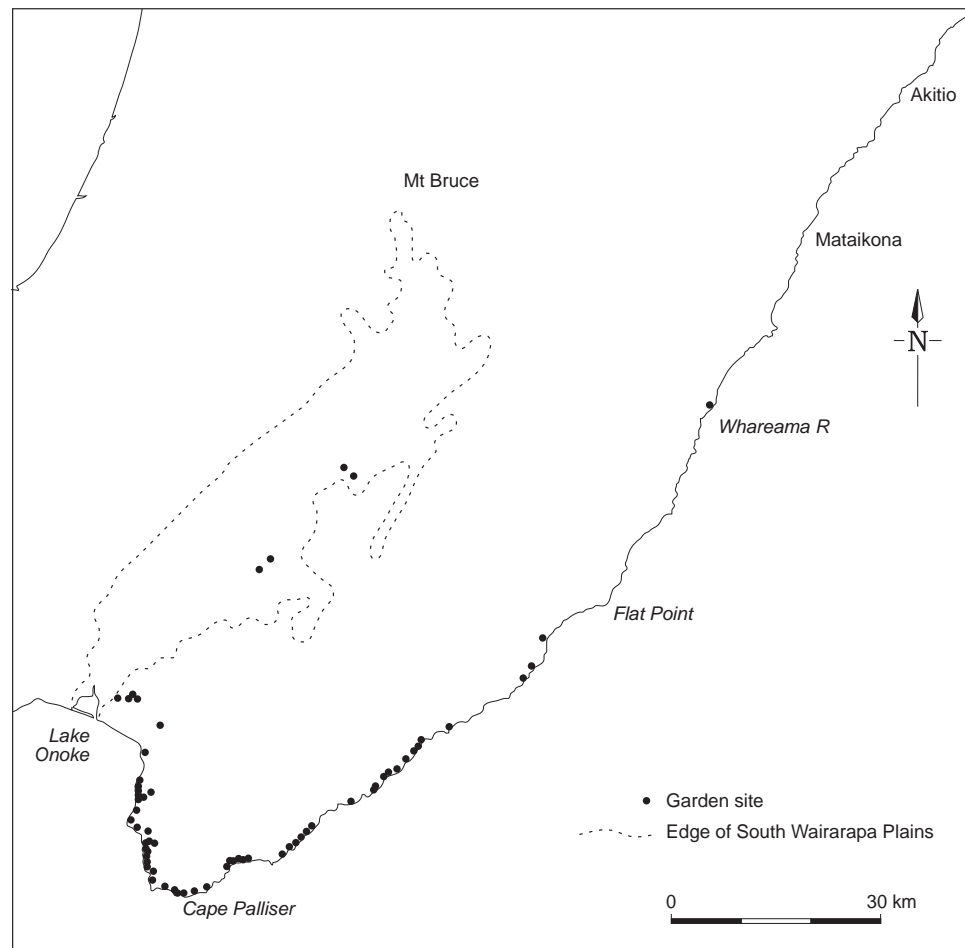 Akitio
Mt Bruce
Mataikona
N
Whareama R
Flat Point
Lake
Onoke
Garden site
Edge of South Wairarapa Plains
Cape Palliser
0 30 km